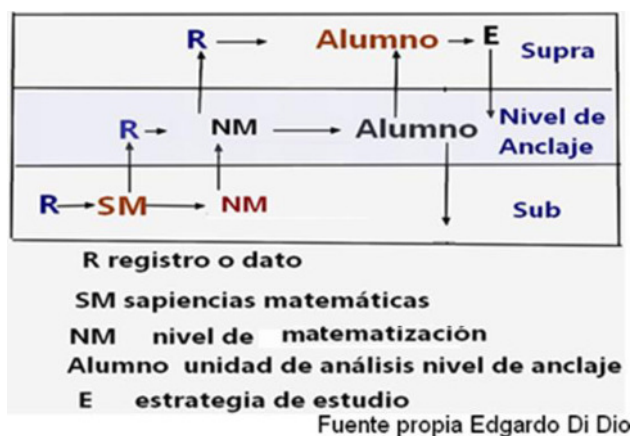 R Alumno E Supra
R NM Alumno Nivel de Anclaje
R SM NM Sub
R registro o dato
SM sapiencias matemáticas
NM nivel de matematización
Alumno unidad de análisis nivel de anclaje
E estrategia de estudio
Fuente propia Edgardo Di Dio